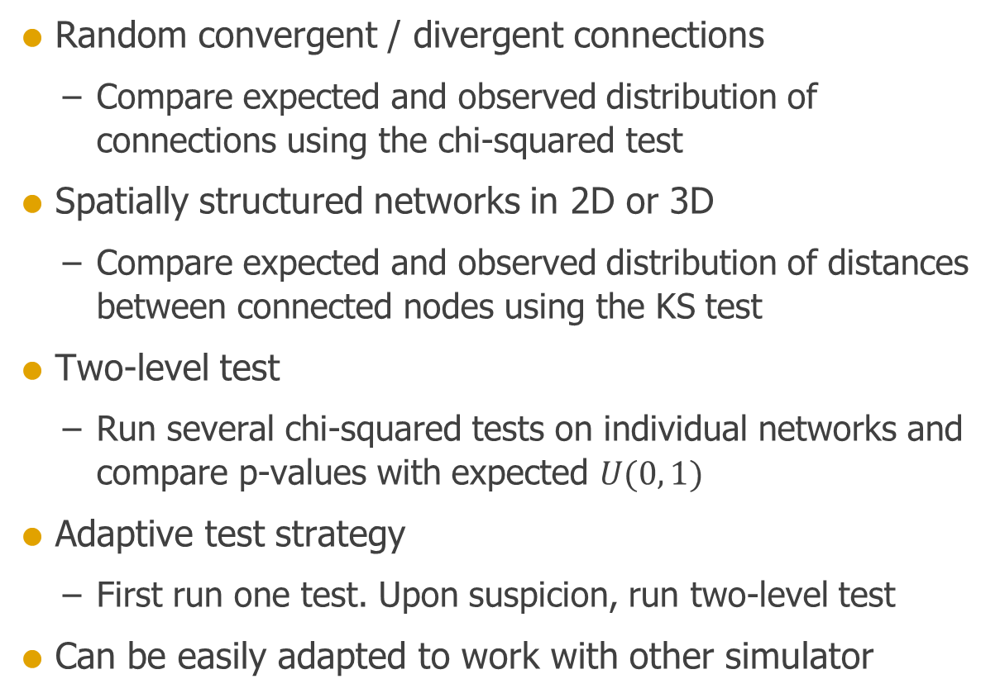 ● Random convergent / divergent connections
– Compare expected and observed distribution of
connections using the chi-squared test
● Spatially structured networks in 2D or 3D
– Compare expected and observed distribution of distances
between connected nodes using the KS test
● Two-level test
– Run several chi-squared tests on individual networks and
compare p-values with expected U(0, 1)
● Adaptive test strategy
– First run one test. Upon suspicion, run two-level test
● Can be easily adapted to work with other simulator